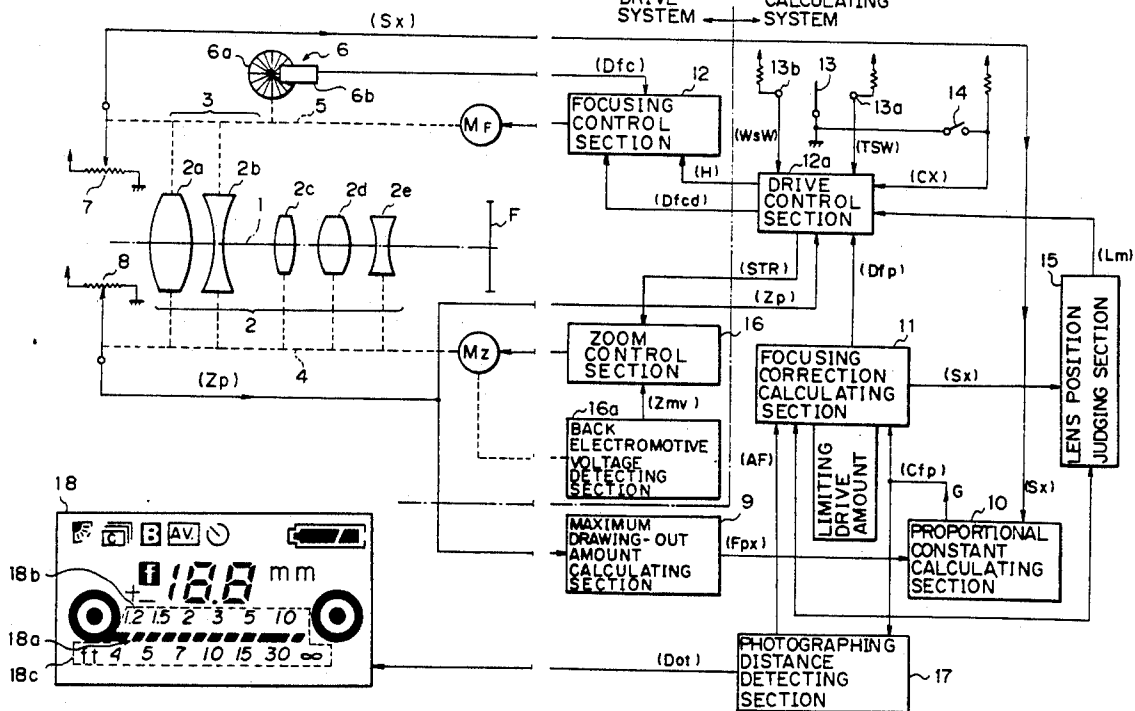 DRIVE SYSTEM
CALCULATING SYSTEM
(Sx)
6a
6
6b
(Dfc)
12
13b
13
13a
14
3
5
MF
FOCUSING
CONTROL
SECTION
(WsW)
(TSW)
12a
7
2a
2b
2c
2d
2e
(H)
(CX)
DRIVE
CONTROL
SECTION
1
F
(Dfcd)
(Lm)
8
(STR)
(Dfp)
15
(Zp)
2
16
4
MZ
ZOOM
CONTROL
SECTION
11
FOCUSING
CORRECTION
CALCULATING
SECTION
(Sx)
LENS POSITION
JUDGING SECTION
(Zp)
(Zmv)
16a
BACK
ELECTROMOTIVE
VOLTAGE
DETECTING
SECTION
(AF)
LIMITING
DRIVE
AMOUNT
(Cfp)
G
(Sx)
10
9
MAXIMUM
DRAWING-OUT
AMOUNT
CALCULATING
SECTION
(Fpx)
PROPORTIONAL
CONSTANT
CALCULATING
SECTION
18
C B AV.
f 18.8 mm
+ −
18b
1.2 1.5 2 3 5 10
18a
18c
ft 4 5 7 10 15 30 ∞
(Dot)
PHOTOGRAPHING
DISTANCE
DETECTING
SECTION
17